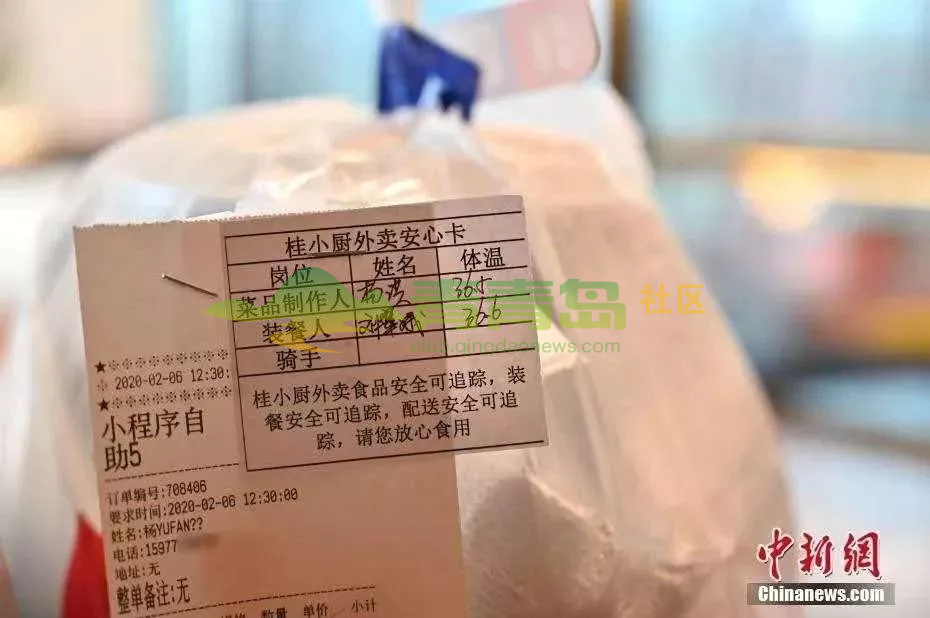 桂小厨外卖安心卡
岗位 姓名 体温
菜品制作人 36.5
装餐人 36.6
骑手
桂小厨外卖食品安全可追踪，装
餐安全可追踪，配送安全可追
踪，请您放心食用
2020-02-06 12:30:
小程序自
助5
订单编号:708406
要求时间:2020-02-06 12:30:00
姓名:杨YUFAN??
电话:15977
地址:无
整单备注:无
数量 单价 小计
青青岛 社区
club.qingdaonews.com
中新網
Chinanews.com